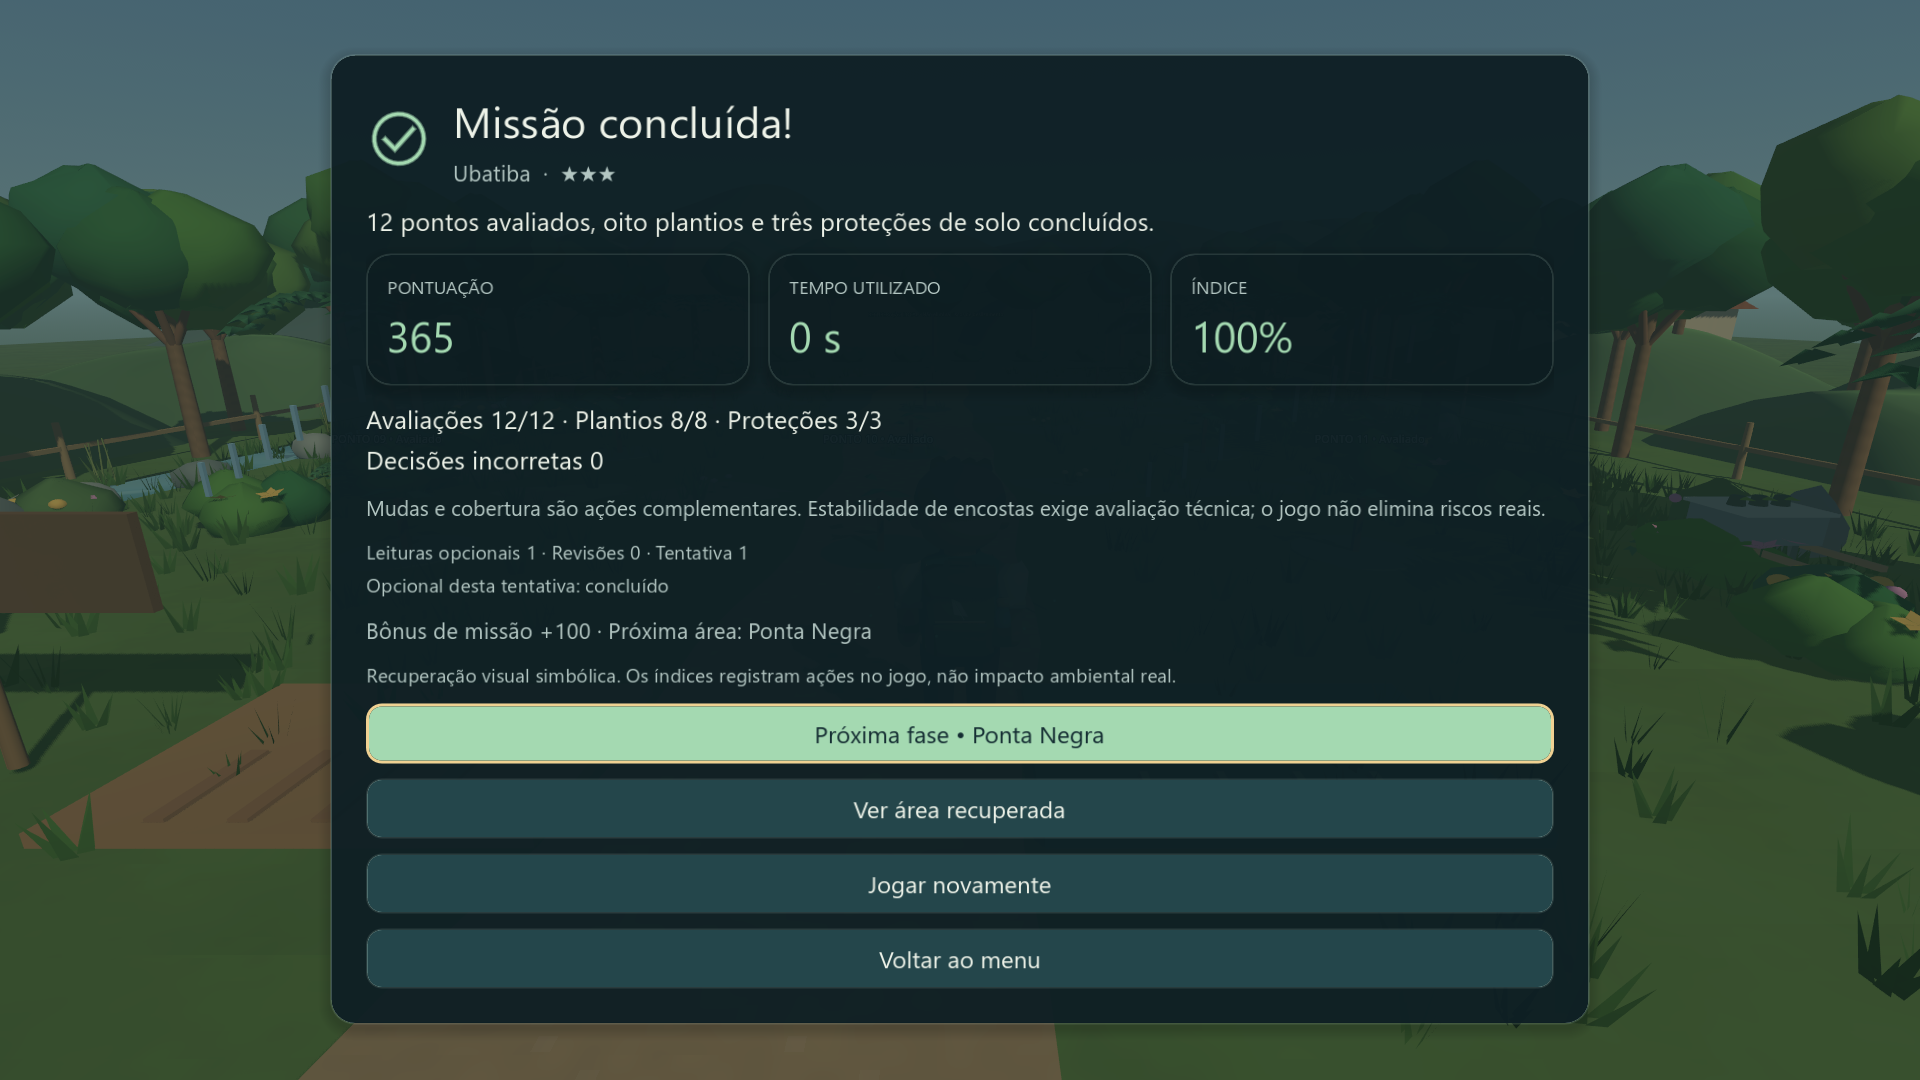 Missão concluída!
Ubatiba · ★★★
12 pontos avaliados, oito plantios e três proteções de solo concluídos.
PONTUAÇÃO
365
TEMPO UTILIZADO
0 s
ÍNDICE
100%
Avaliações 12/12 · Plantios 8/8 · Proteções 3/3
Decisões incorretas 0
Mudas e cobertura são ações complementares. Estabilidade de encostas exige avaliação técnica; o jogo não elimina riscos reais.
Leituras opcionais 1 · Revisões 0 · Tentativa 1
Opcional desta tentativa: concluído
Bônus de missão +100 · Próxima área: Ponta Negra
Recuperação visual simbólica. Os índices registram ações no jogo, não impacto ambiental real.
Próxima fase • Ponta Negra
Ver área recuperada
Jogar novamente
Voltar ao menu